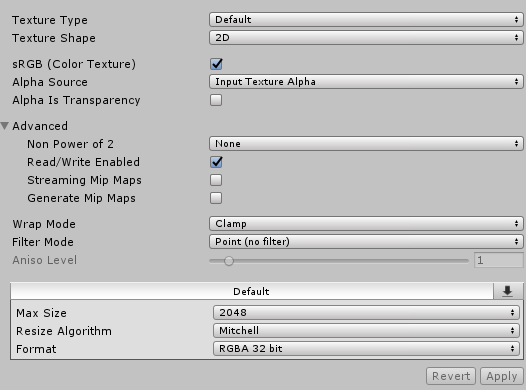 Texture Type Default
Texture Shape 2D
sRGB (Color Texture)
Alpha Source Input Texture Alpha
Alpha Is Transparency
Advanced
Non Power of 2 None
Read/Write Enabled
Streaming Mip Maps
Generate Mip Maps
Wrap Mode Clamp
Filter Mode Point (no filter)
Aniso Level 1
Default
Max Size 2048
Resize Algorithm Mitchell
Format RGBA 32 bit
Revert Apply